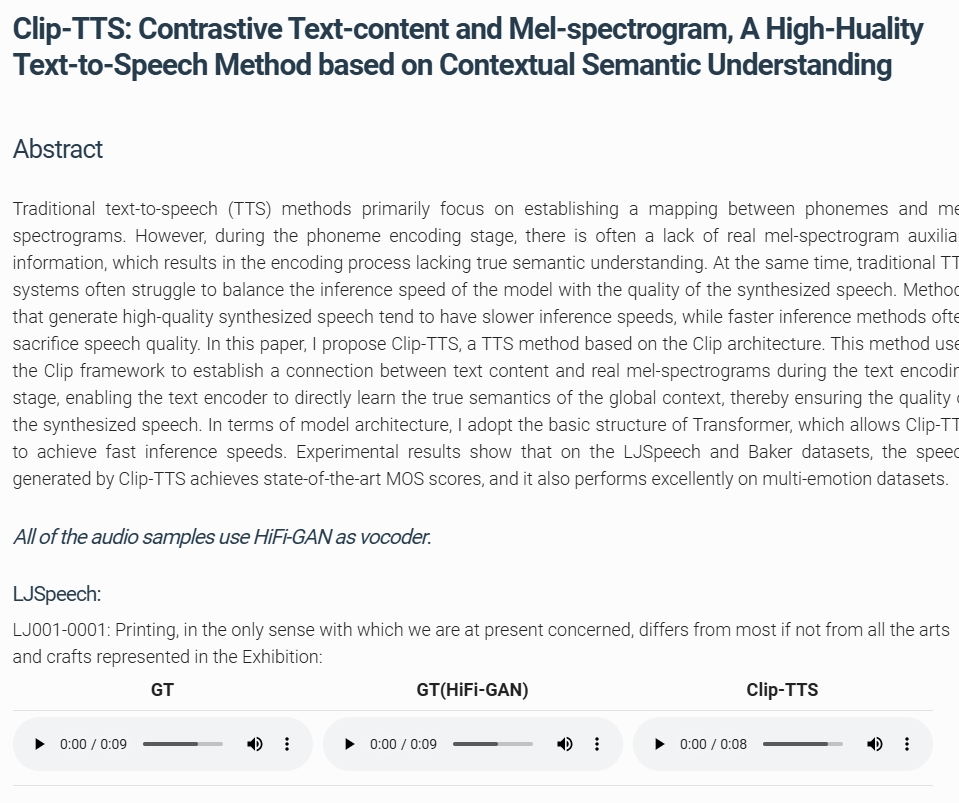 Clip-TTS: Contrastive Text-content and Mel-spectrogram, A High-Huality
Text-to-Speech Method based on Contextual Semantic Understanding
Abstract
Traditional text-to-speech (TTS) methods primarily focus on establishing a mapping between phonemes and me
spectrograms. However, during the phoneme encoding stage, there is often a lack of real mel-spectrogram auxilia
information, which results in the encoding process lacking true semantic understanding. At the same time, traditional TT
systems often struggle to balance the inference speed of the model with the quality of the synthesized speech. Method
that generate high-quality synthesized speech tend to have slower inference speeds, while faster inference methods ofte
sacrifice speech quality. In this paper, I propose Clip-TTS, a TTS method based on the Clip architecture. This method use
the Clip framework to establish a connection between text content and real mel-spectrograms during the text encodin
stage, enabling the text encoder to directly learn the true semantics of the global context, thereby ensuring the quality o
the synthesized speech. In terms of model architecture, I adopt the basic structure of Transformer, which allows Clip-TT
to achieve fast inference speeds. Experimental results show that on the LJSpeech and Baker datasets, the speec
generated by Clip-TTS achieves state-of-the-art MOS scores, and it also performs excellently on multi-emotion datasets.
All of the audio samples use HiFi-GAN as vocoder.
LJSpeech:
LJ001-0001: Printing, in the only sense with which we are at present concerned, differs from most if not from all the arts
and crafts represented in the Exhibition:
GT GT(HiFi-GAN) Clip-TTS
0:00 / 0:09 0:00 / 0:09 0:00 / 0:08